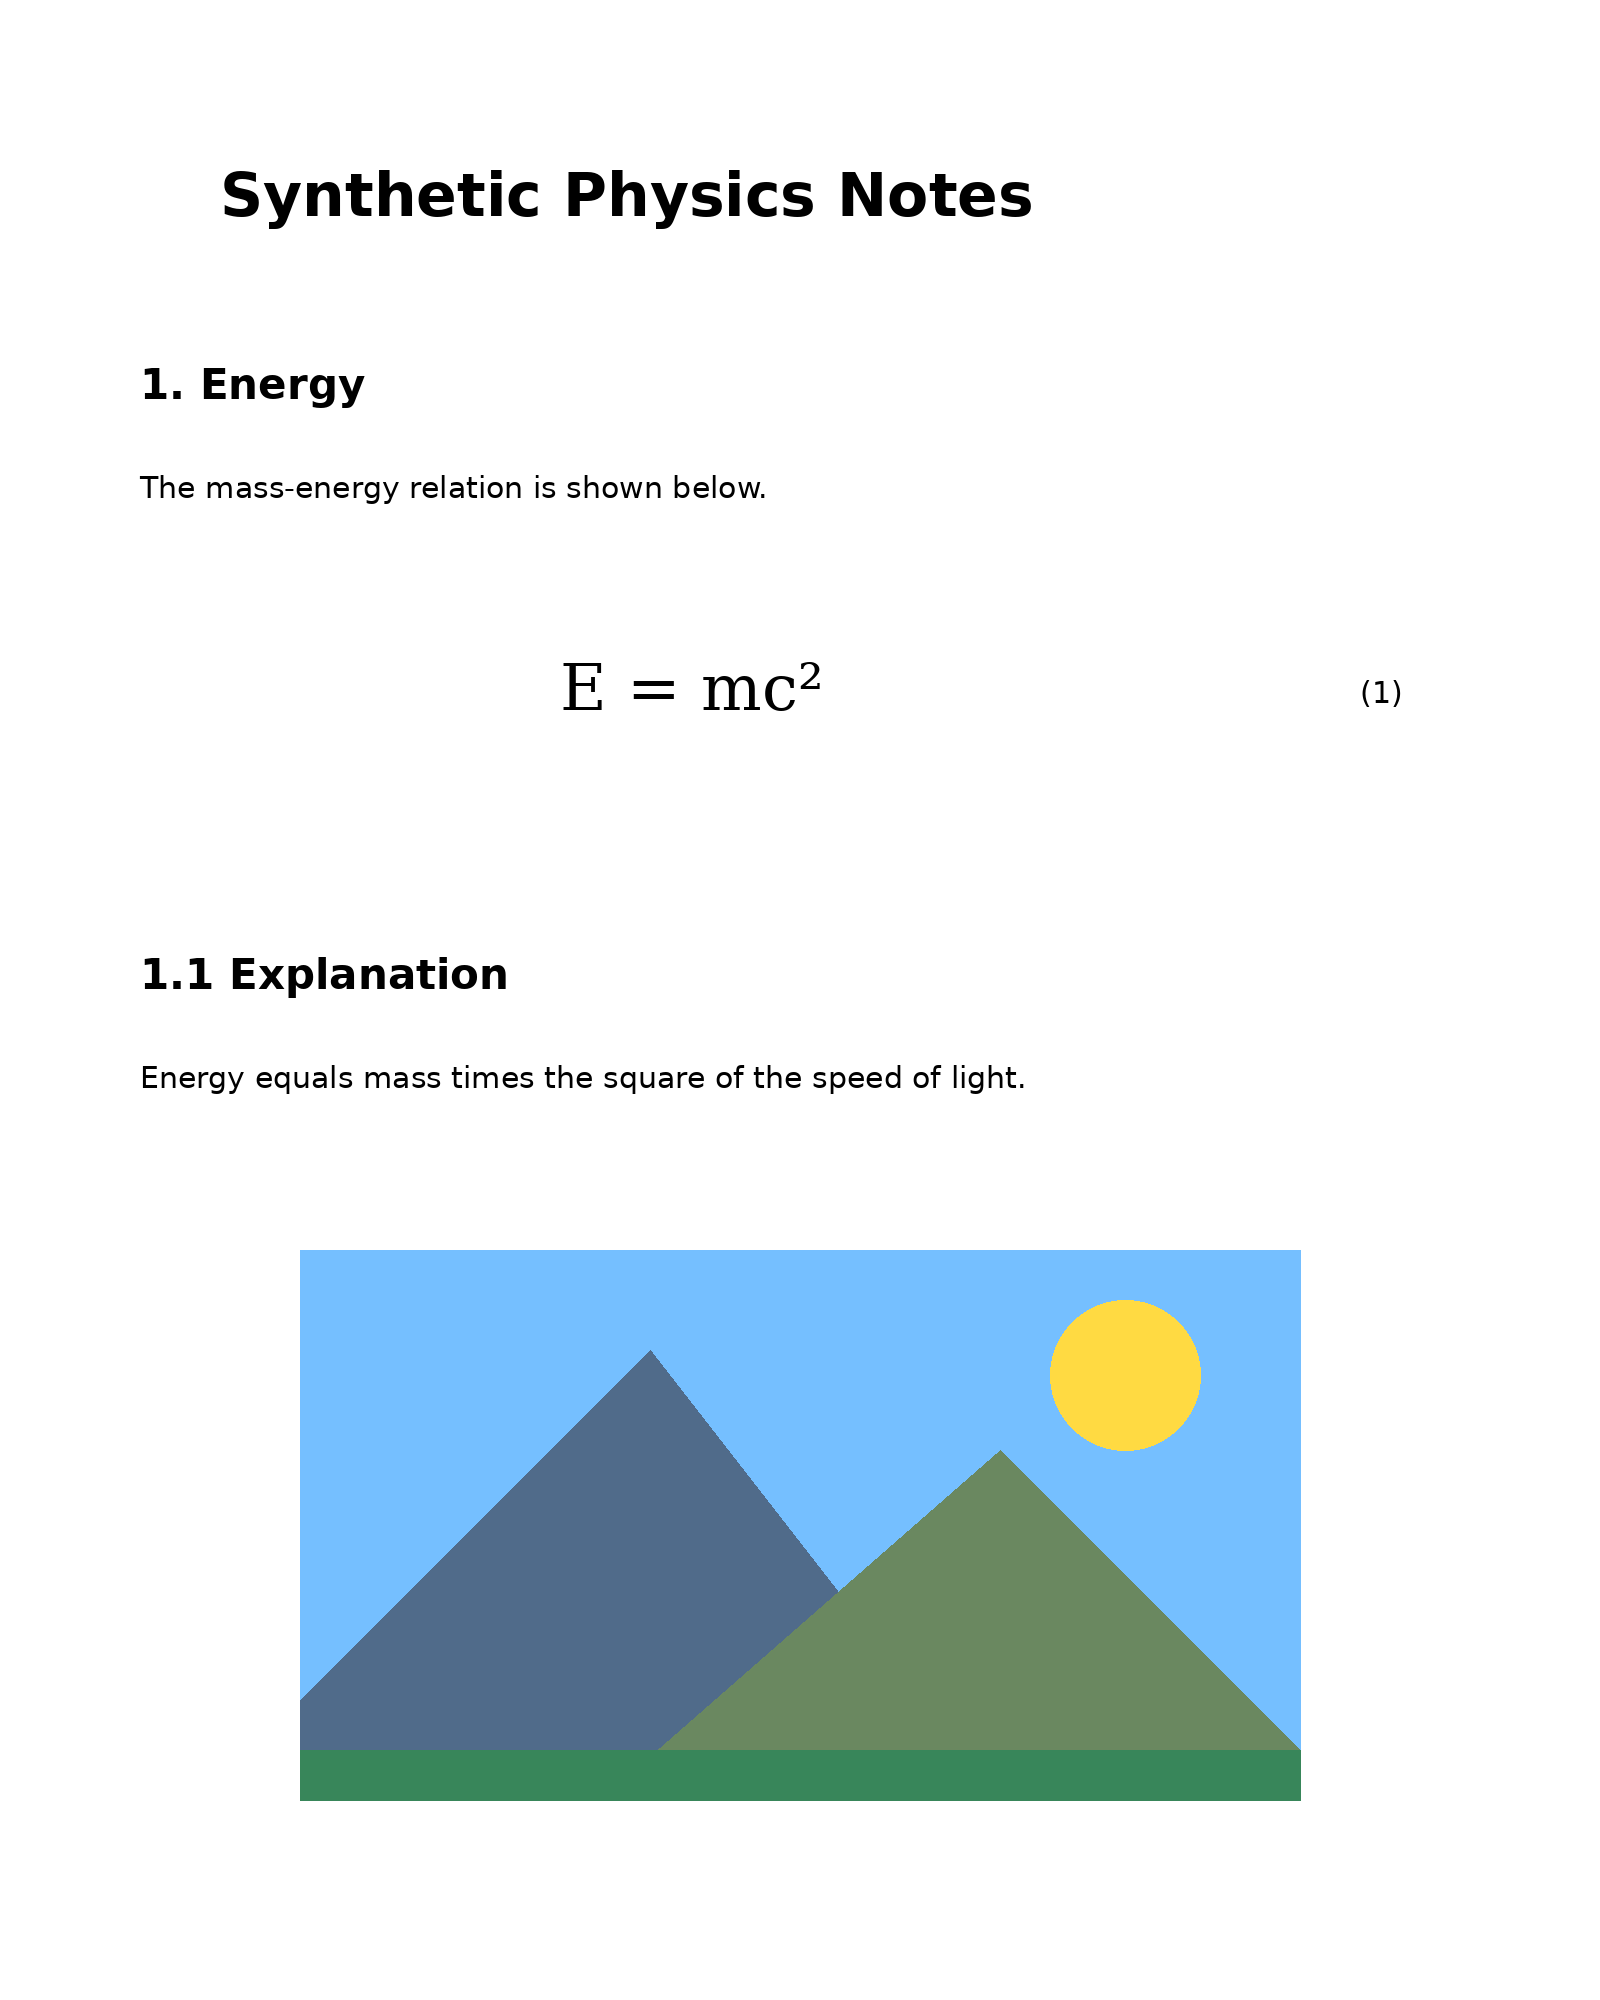 Synthetic Physics Notes
1. Energy
The mass-energy relation is shown below.
E = mc² (1)
1.1 Explanation
Energy equals mass times the square of the speed of light.